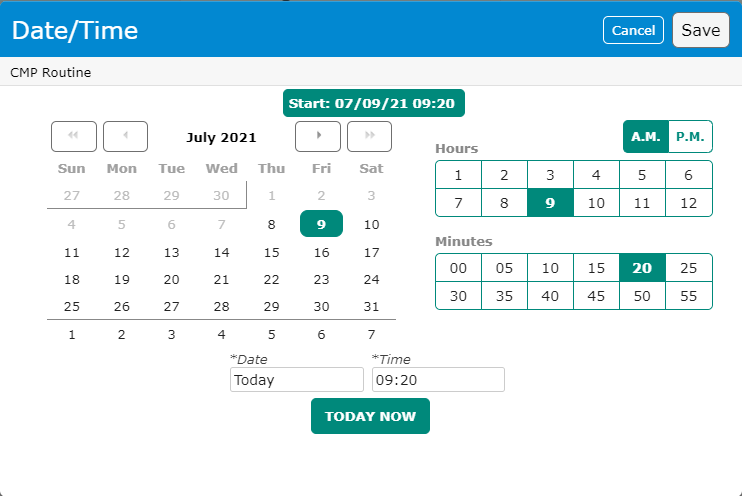 Date/Time Cancel Save
CMP Routine
Start: 07/09/21 09:20
July 2021
Sun Mon Tue Wed Thu Fri Sat
27 28 29 30 1 2 3
4 5 6 7 8 9 10
11 12 13 14 15 16 17
18 19 20 21 22 23 24
25 26 27 28 29 30 31
1 2 3 4 5 6 7
A.M. P.M.
Hours
1 2 3 4 5 6
7 8 9 10 11 12
Minutes
00 05 10 15 20 25
30 35 40 45 50 55
*Date *Time
Today 09:20
TODAY NOW